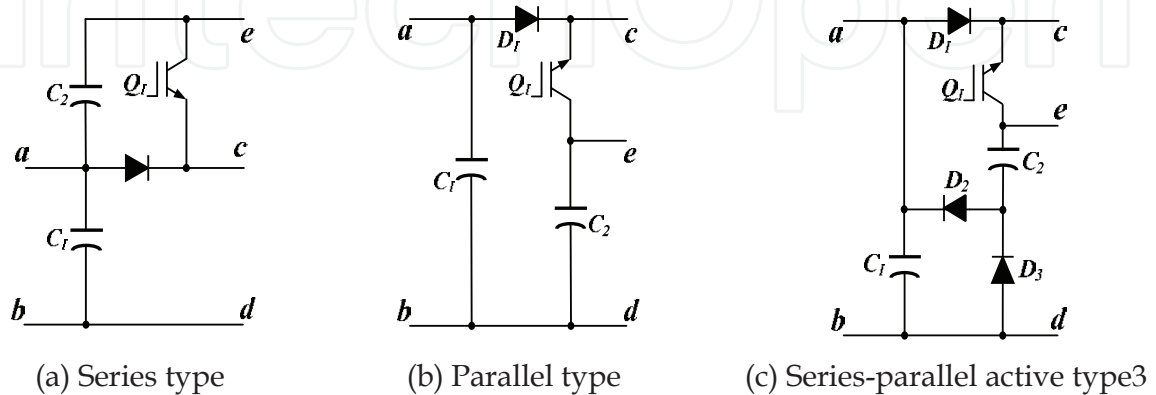 e
a
D₁
c
a
D₁
c
C₂
Q₁
Q₁
Q₁
e
a
c
e
C₂
C₁
D₂
C₁
C₂
C₁
D₃
b
d
b
d
b
d
(a) Series type
(b) Parallel type
(c) Series-parallel active type3